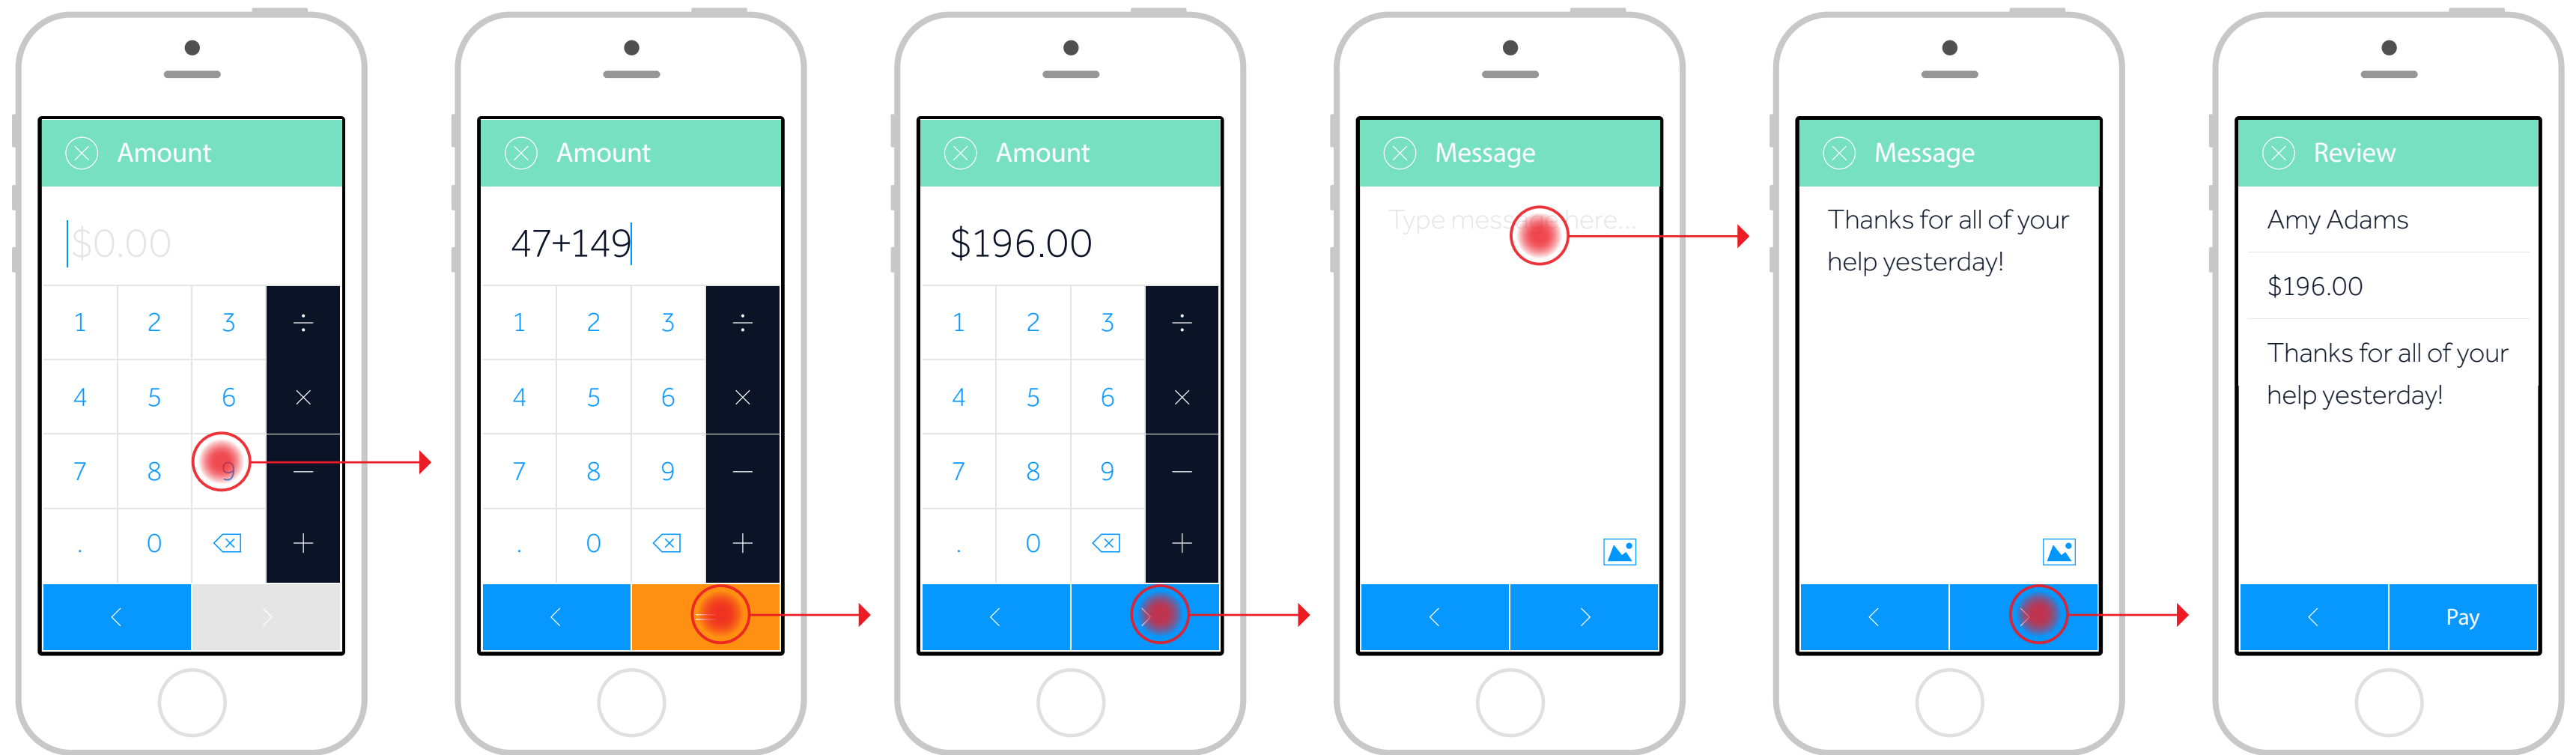 Amount
$0.00
1 2 3 ÷
4 5 6 ×
7 8 9 −
. 0 +
Amount
47+149
1 2 3 ÷
4 5 6 ×
7 8 9 −
. 0 +
=
Amount
$196.00
1 2 3 ÷
4 5 6 ×
7 8 9 −
. 0 +
Message
Type message here...
Message
Thanks for all of your
help yesterday!
Review
Amy Adams
$196.00
Thanks for all of your
help yesterday!
Pay